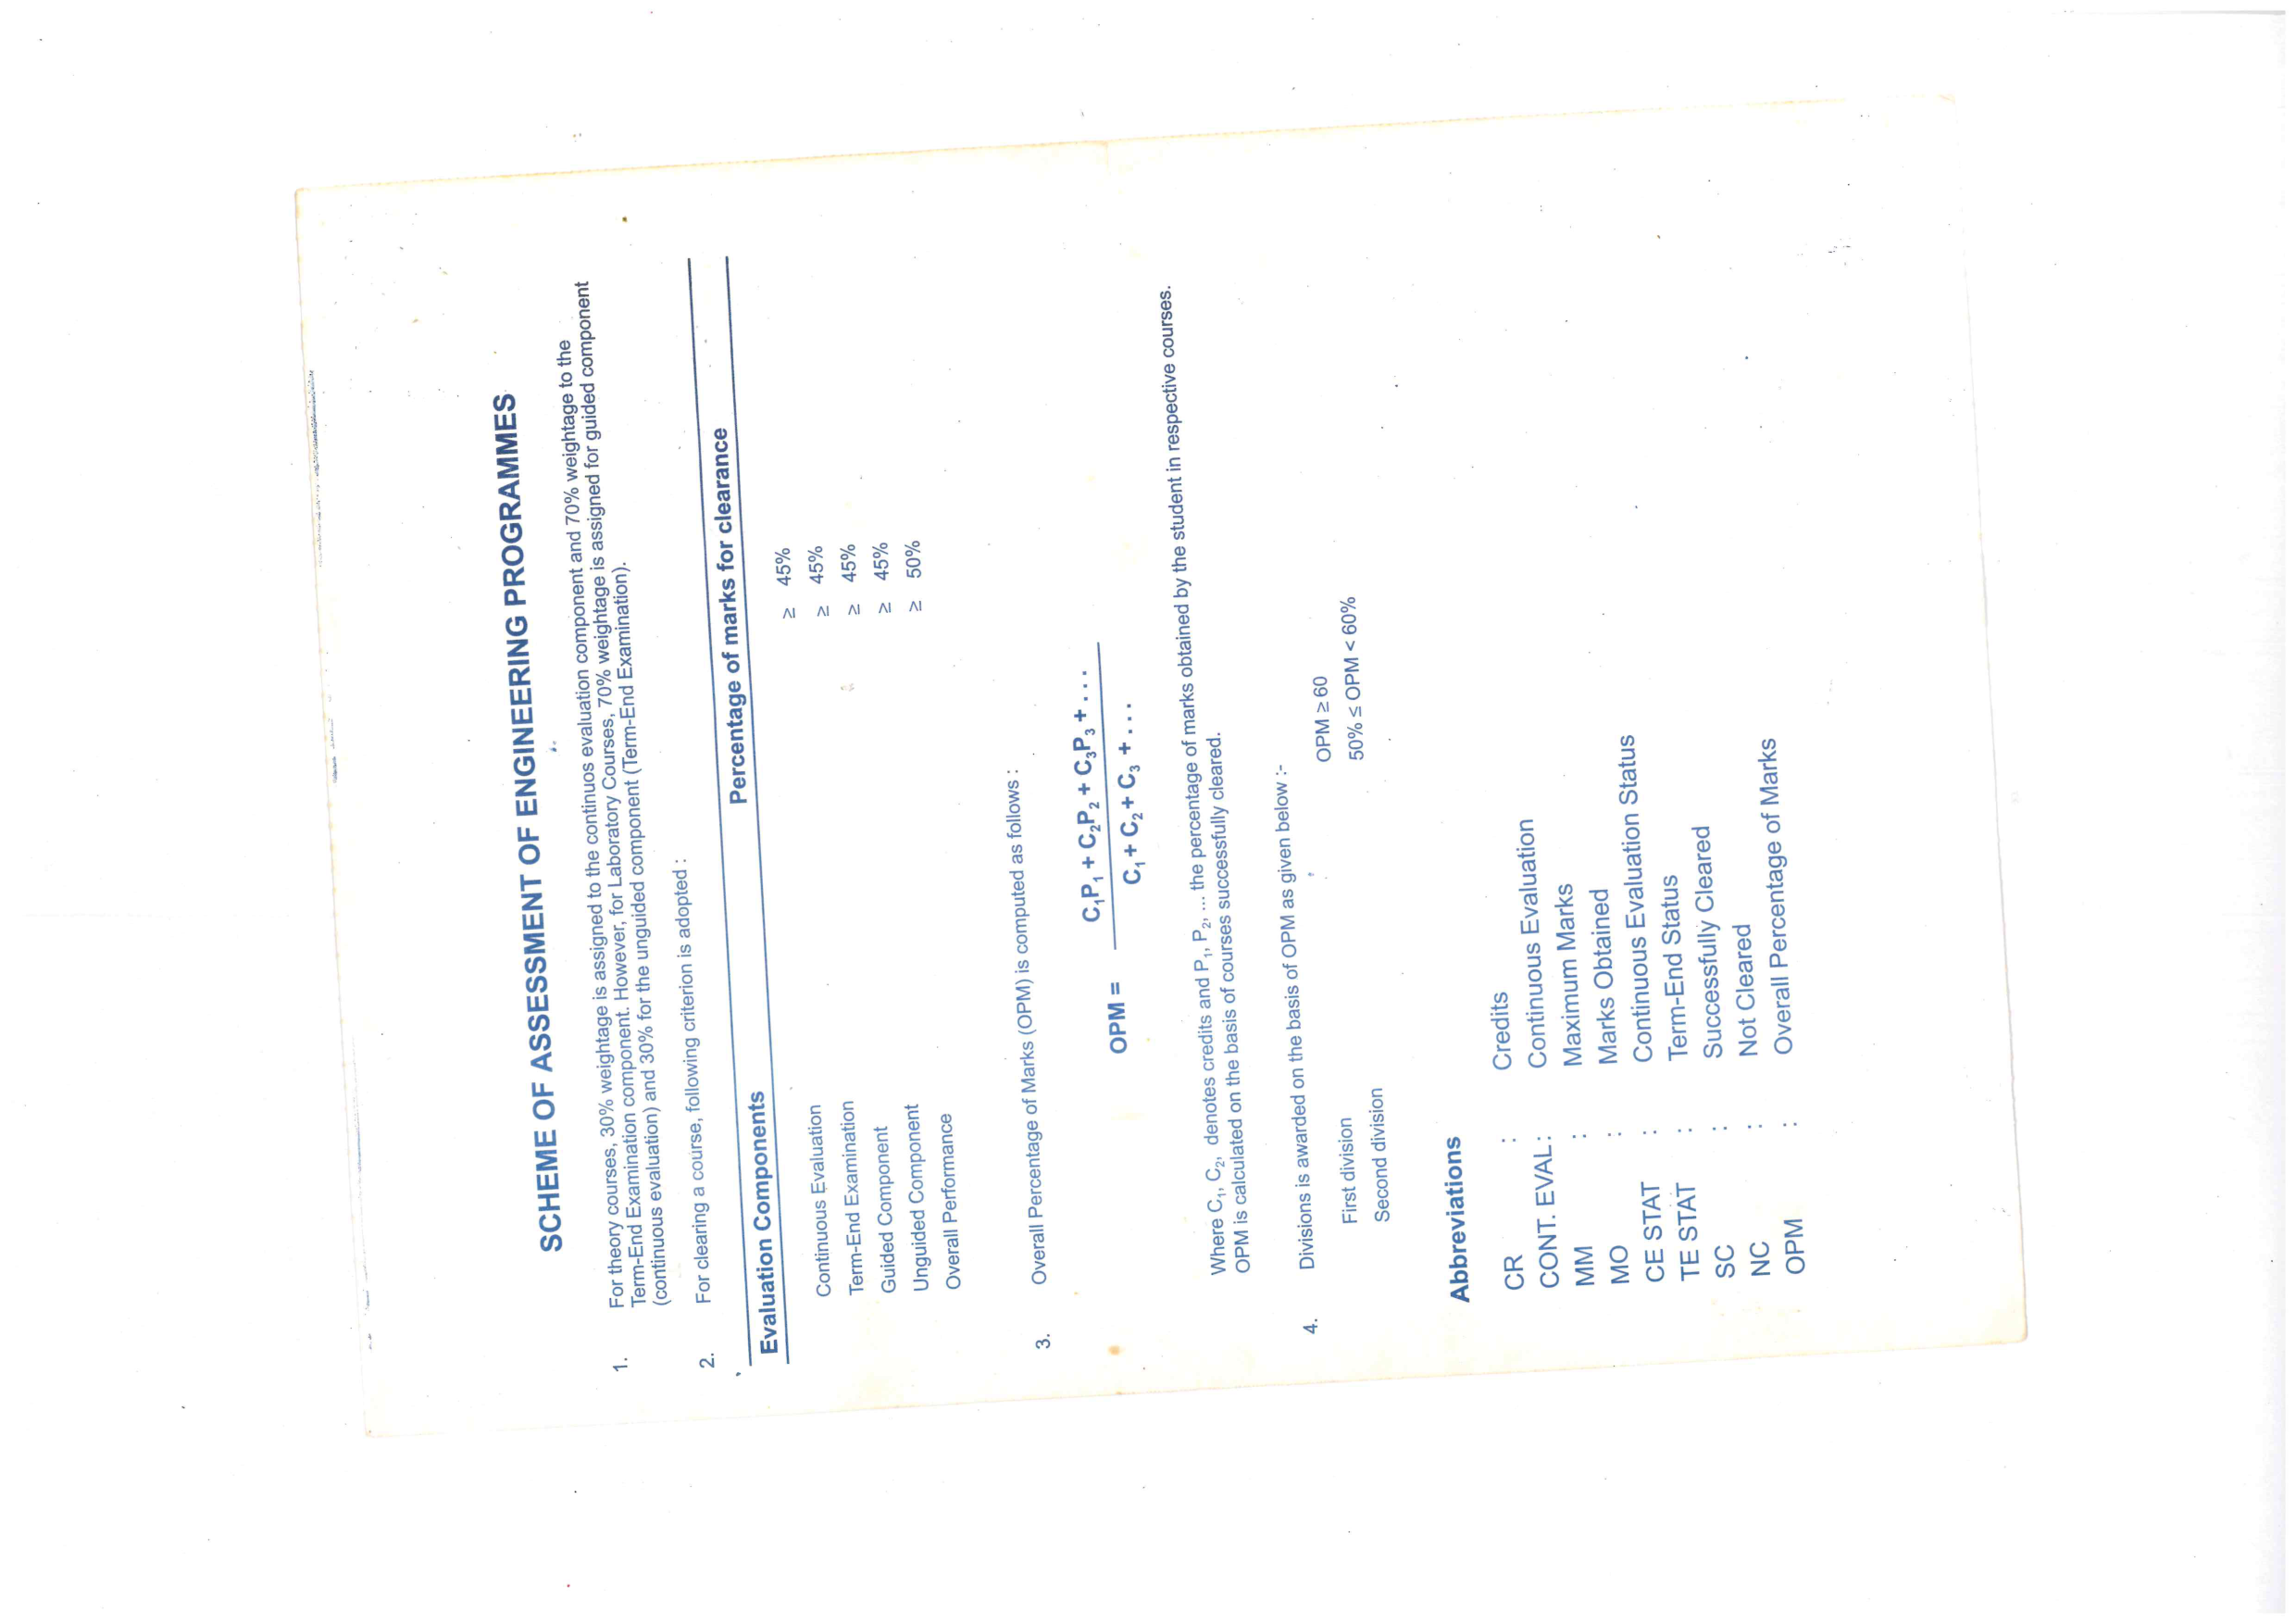 SCHEME OF ASSESSMENT OF ENGINEERING PROGRAMMES
1. For theory courses, 30% weightage is assigned to the continuos evaluation component and 70% weightage to the
Term-End Examination component. However, for Laboratory Courses, 70% weightage is assigned for guided component
(continuous evaluation) and 30% for the unguided component (Term-End Examination).
2. For clearing a course, following criterion is adopted :
Evaluation Components Percentage of marks for clearance
Continuous Evaluation ≥ 45%
Term-End Examination ≥ 45%
Guided Component ≥ 45%
Unguided Component ≥ 45%
Overall Performance ≥ 50%
3. Overall Percentage of Marks (OPM) is computed as follows :
C₁P₁ + C₂P₂ + C₃P₃ + . . .
OPM =
C₁ + C₂ + C₃ + . . .
Where C₁, C₂, denotes credits and P₁, P₂, ... the percentage of marks obtained by the student in respective courses.
OPM is calculated on the basis of courses successfully cleared.
4. Divisions is awarded on the basis of OPM as given below :-
First division OPM ≥ 60
Second division 50% ≤ OPM < 60%
Abbreviations
CR : Credits
CONT. EVAL: Continuous Evaluation
MM : Maximum Marks
MO : Marks Obtained
CE STAT : Continuous Evaluation Status
TE STAT : Term-End Status
SC : Successfully Cleared
NC : Not Cleared
OPM : Overall Percentage of Marks